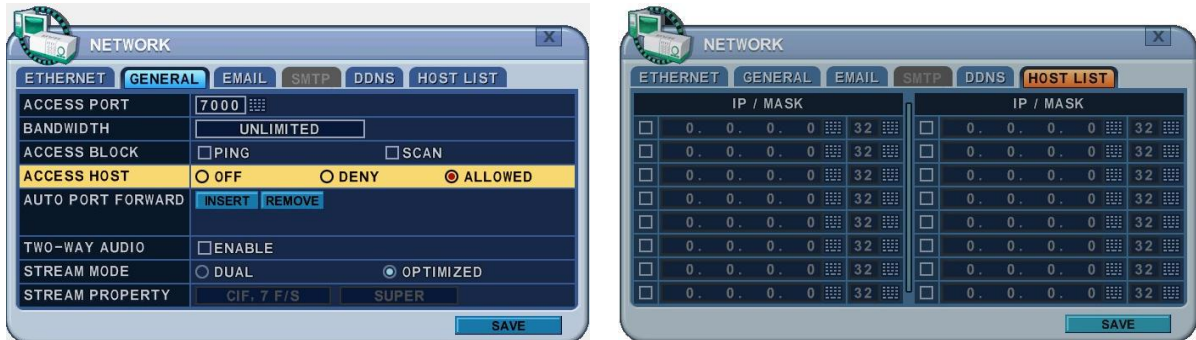 NETWORK
X
ETHERNET GENERAL EMAIL SMTP DDNS HOST LIST
ACCESS PORT 7000
BANDWIDTH UNLIMITED
ACCESS BLOCK PING SCAN
ACCESS HOST OFF DENY ALLOWED
AUTO PORT FORWARD INSERT REMOVE
TWO-WAY AUDIO ENABLE
STREAM MODE DUAL OPTIMIZED
STREAM PROPERTY CIF, 7 F/S SUPER
SAVE
NETWORK
X
ETHERNET GENERAL EMAIL SMTP DDNS HOST LIST
IP / MASK IP / MASK
0. 0. 0. 0 32 0. 0. 0. 0 32
0. 0. 0. 0 32 0. 0. 0. 0 32
0. 0. 0. 0 32 0. 0. 0. 0 32
0. 0. 0. 0 32 0. 0. 0. 0 32
0. 0. 0. 0 32 0. 0. 0. 0 32
0. 0. 0. 0 32 0. 0. 0. 0 32
0. 0. 0. 0 32 0. 0. 0. 0 32
0. 0. 0. 0 32 0. 0. 0. 0 32
SAVE